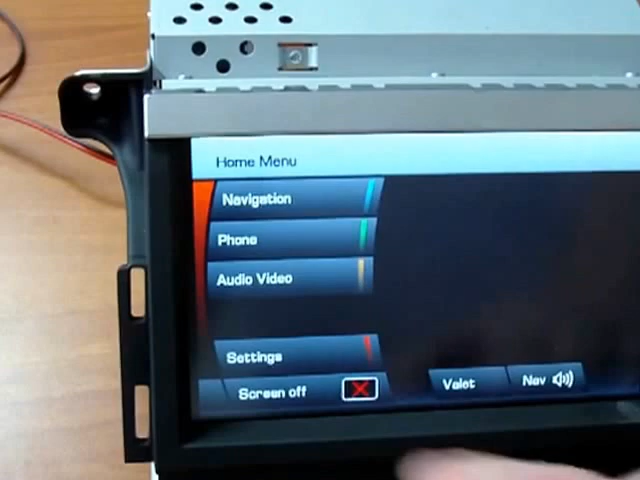 Home Menu
Navigation
Phone
Audio Video
Settings
Screen off
Valet
Nav